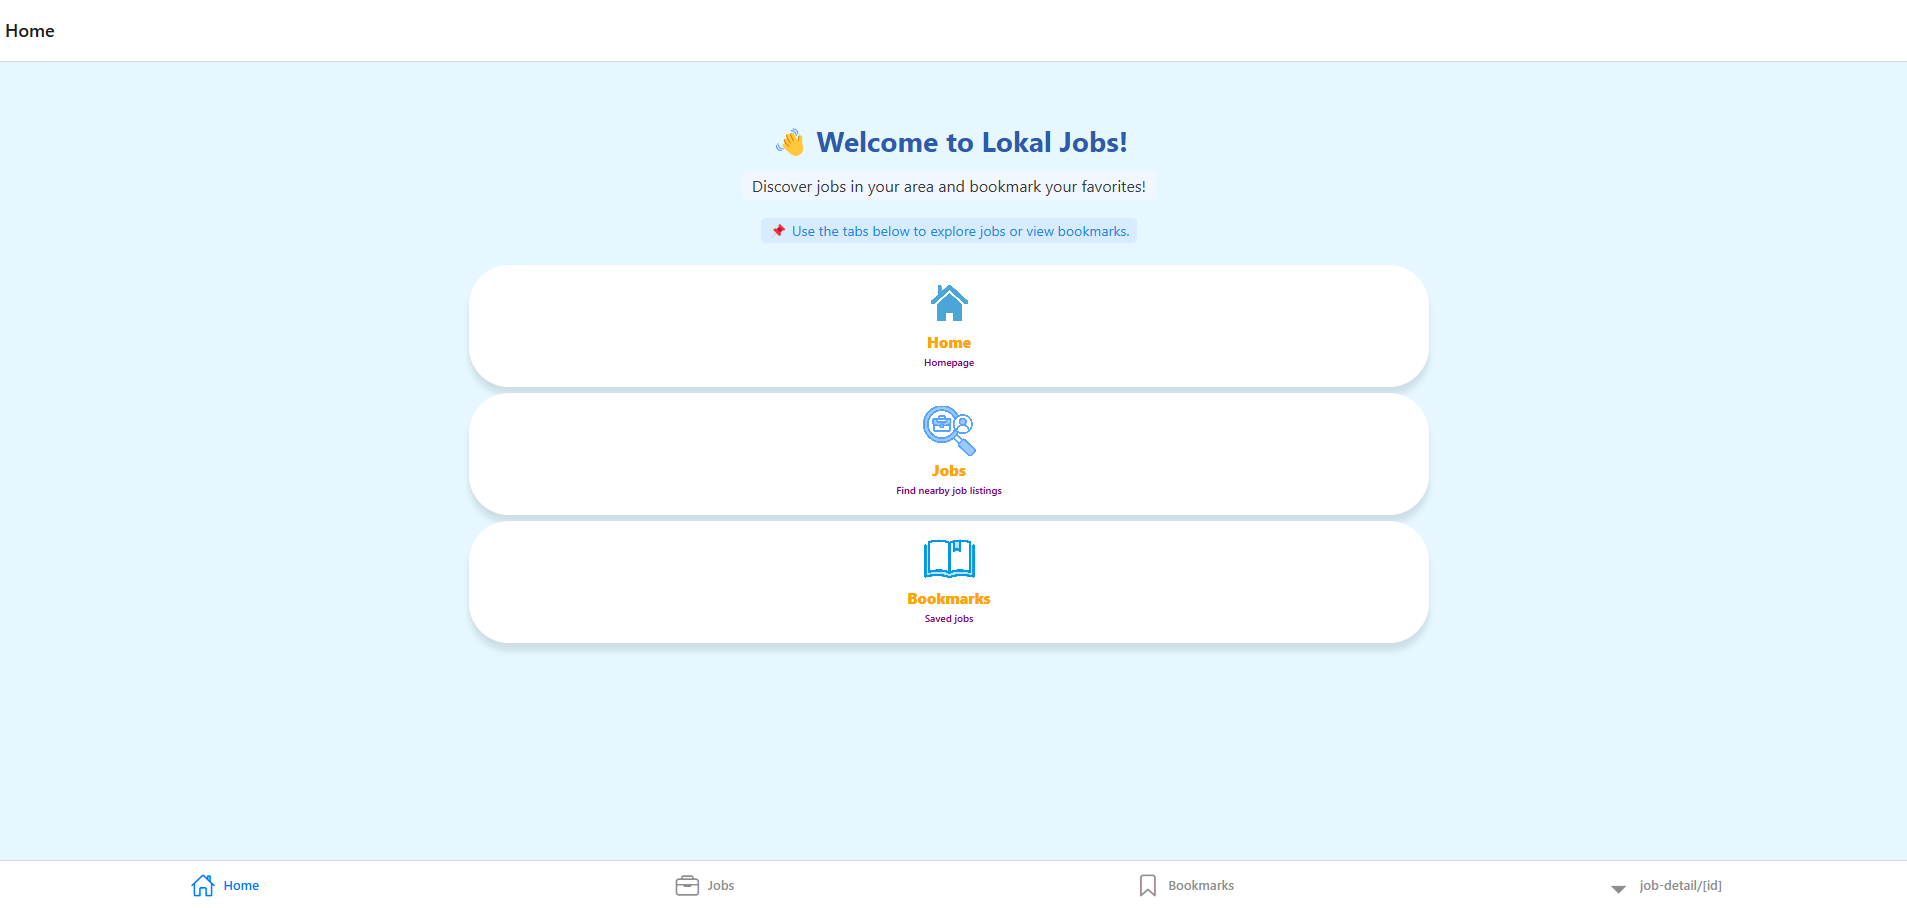 Home
👋 Welcome to Lokal Jobs!
Discover jobs in your area and bookmark your favorites!
📌 Use the tabs below to explore jobs or view bookmarks.
Home
Homepage
Jobs
Find nearby job listings
Bookmarks
Saved jobs
Home
Jobs
Bookmarks
job-detail/[id]